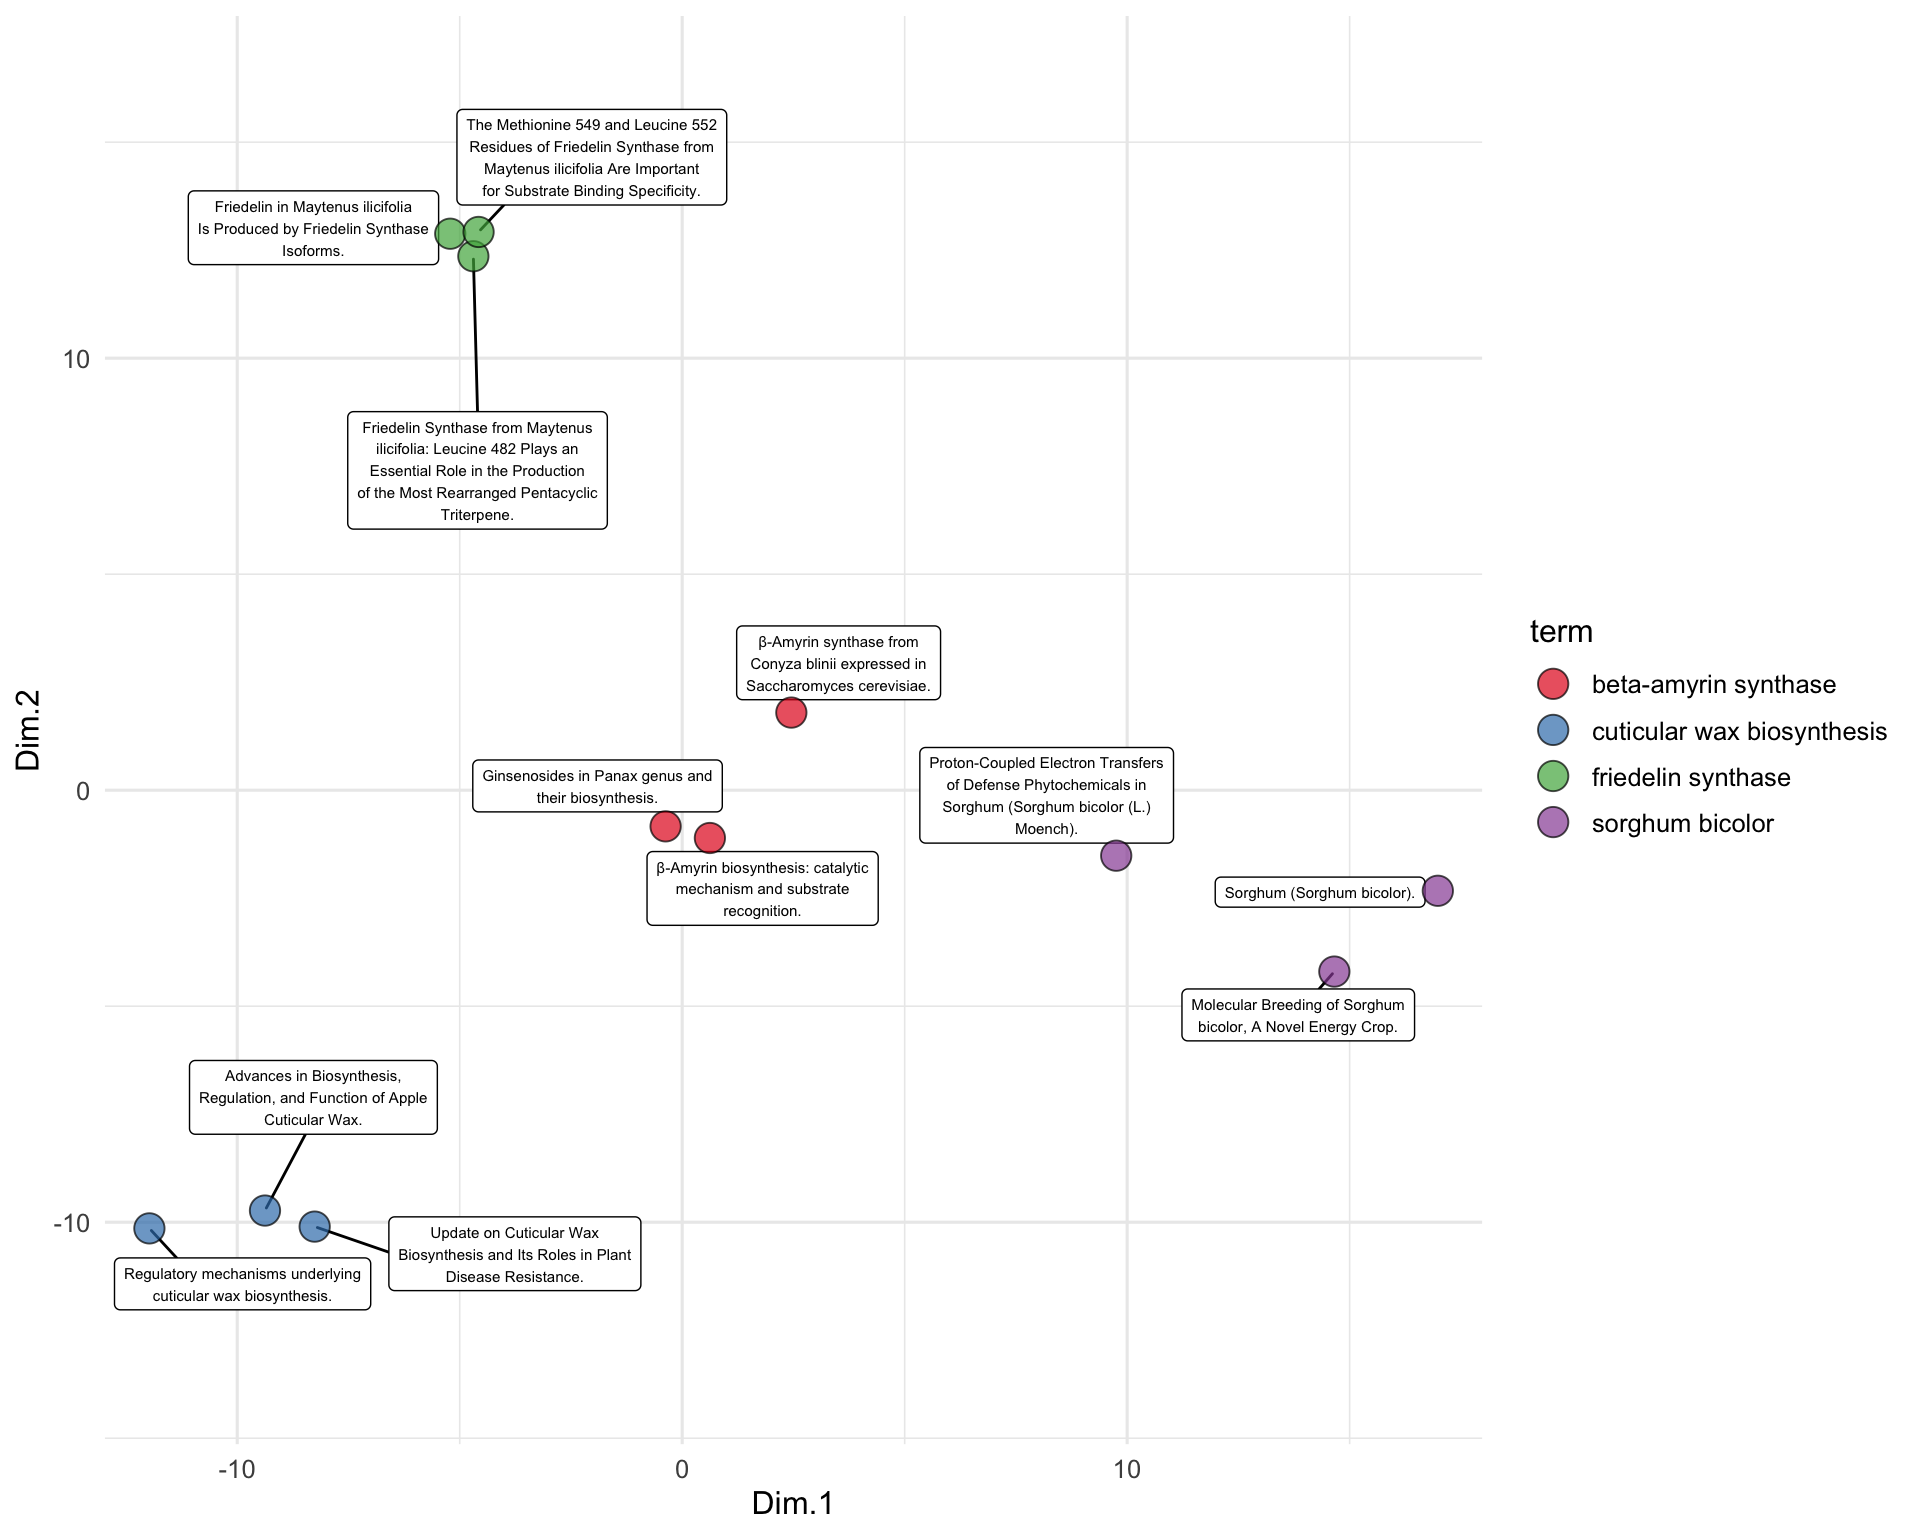 The Methionine 549 and Leucine 552
Residues of Friedelin Synthase from
Maytenus ilicifolia Are Important
for Substrate Binding Specificity.
Friedelin in Maytenus ilicifolia
Is Produced by Friedelin Synthase
Isoforms.
10
Friedelin Synthase from Maytenus
ilicifolia: Leucine 482 Plays an
Essential Role in the Production
of the Most Rearranged Pentacyclic
Triterpene.
β-Amyrin synthase from
Conyza blinii expressed in
Saccharomyces cerevisiae.
Ginsenosides in Panax genus and
their biosynthesis.
0
Proton-Coupled Electron Transfers
of Defense Phytochemicals in
Sorghum (Sorghum bicolor (L.)
Moench).
β-Amyrin biosynthesis: catalytic
mechanism and substrate
recognition.
Sorghum (Sorghum bicolor).
Molecular Breeding of Sorghum
bicolor, A Novel Energy Crop.
Advances in Biosynthesis,
Regulation, and Function of Apple
Cuticular Wax.
-10
Update on Cuticular Wax
Biosynthesis and Its Roles in Plant
Disease Resistance.
Regulatory mechanisms underlying
cuticular wax biosynthesis.
-10
0
10
Dim.1
Dim.2
term
beta-amyrin synthase
cuticular wax biosynthesis
friedelin synthase
sorghum bicolor